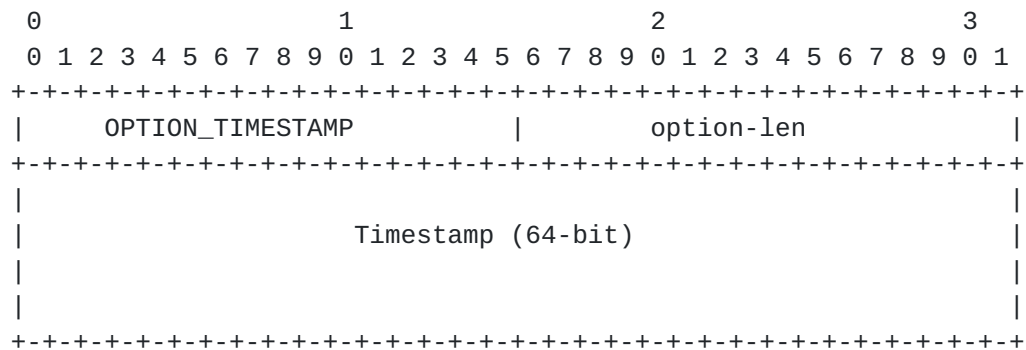 0                   1                   2                   3
 0 1 2 3 4 5 6 7 8 9 0 1 2 3 4 5 6 7 8 9 0 1 2 3 4 5 6 7 8 9 0 1
+-+-+-+-+-+-+-+-+-+-+-+-+-+-+-+-+-+-+-+-+-+-+-+-+-+-+-+-+-+-+-+-+
|     OPTION_TIMESTAMP          |        option-len             |
+-+-+-+-+-+-+-+-+-+-+-+-+-+-+-+-+-+-+-+-+-+-+-+-+-+-+-+-+-+-+-+-+
|                                                               |
|                     Timestamp (64-bit)                        |
|                                                               |
|                                                               |
+-+-+-+-+-+-+-+-+-+-+-+-+-+-+-+-+-+-+-+-+-+-+-+-+-+-+-+-+-+-+-+-+